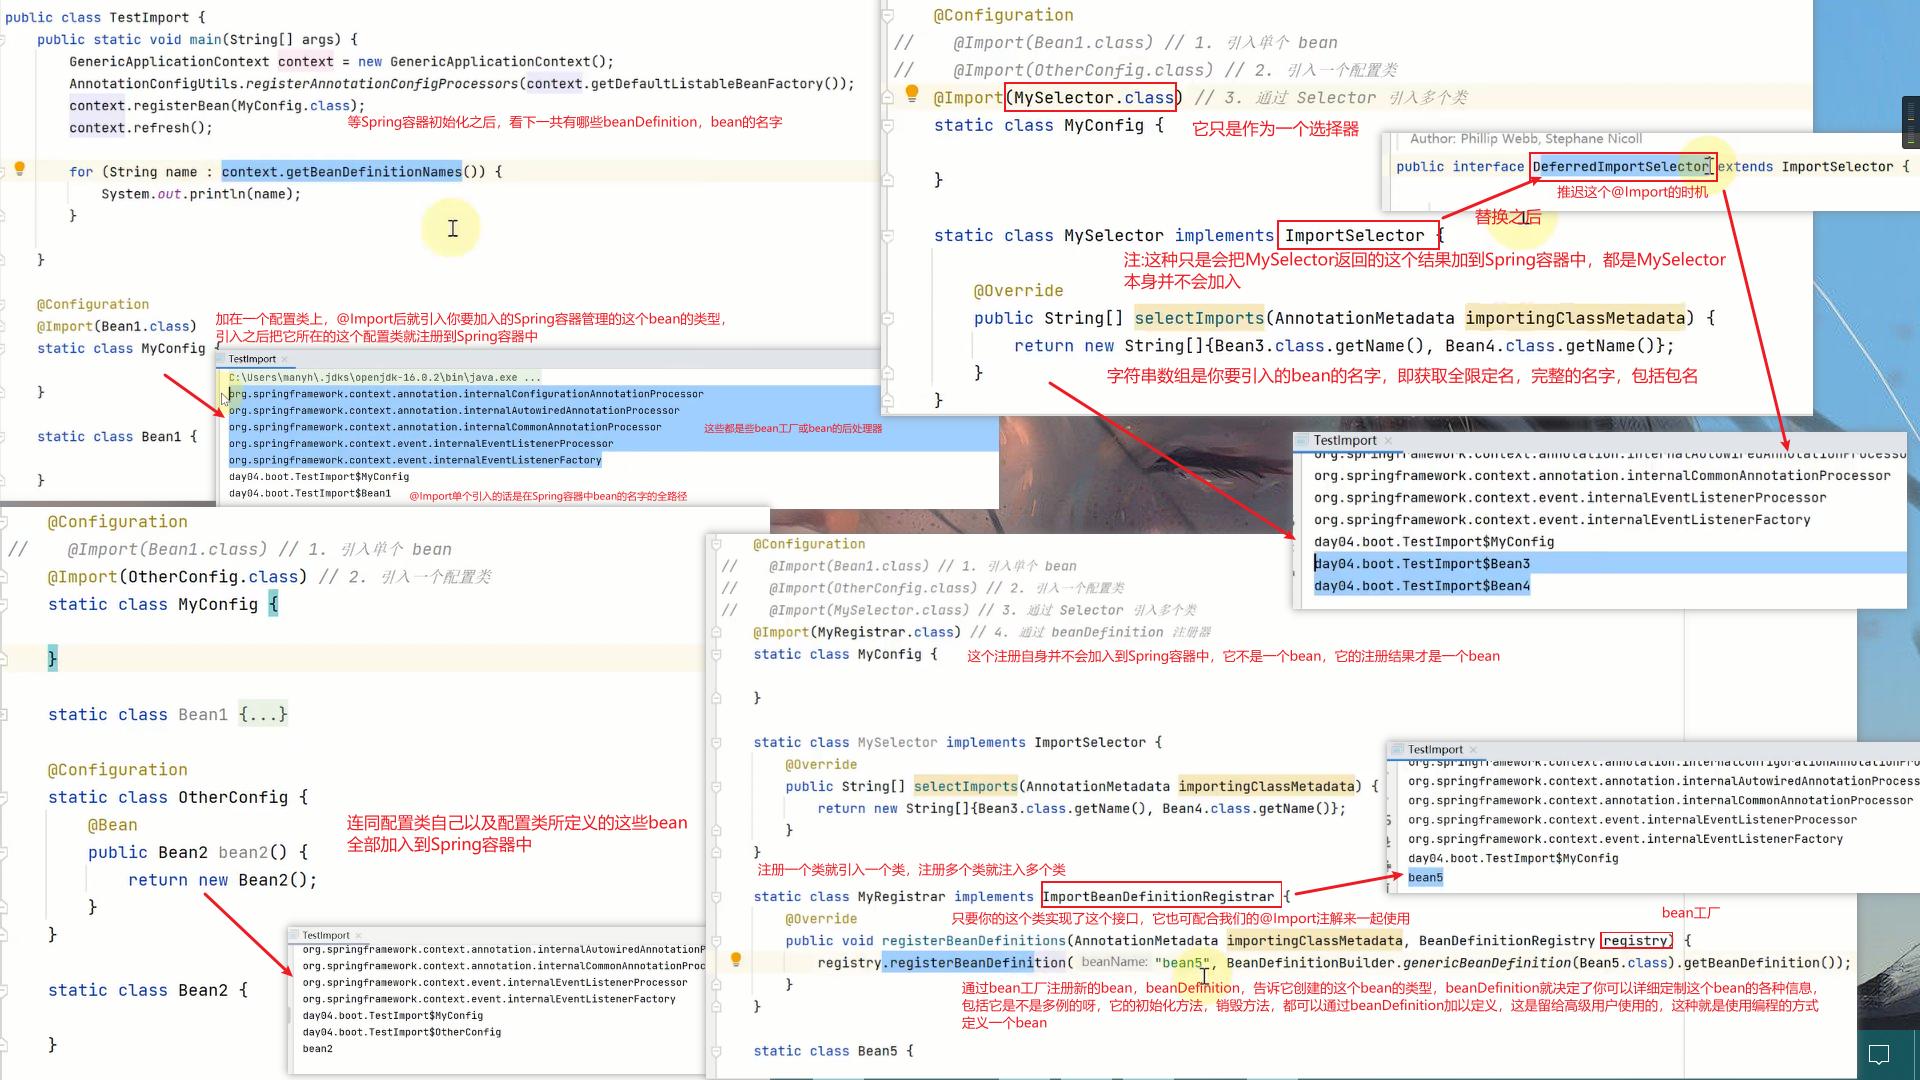 public class TestImport {
public static void main(String[] args) {
GenericApplicationContext context = new GenericApplicationContext();
AnnotationConfigUtils.registerAnnotationConfigProcessors(context.getDefaultListableBeanFactory());
context.registerBean(MyConfig.class);
context.refresh();
等Spring容器初始化之后，看下一共有哪些beanDefinition，bean的名字
for (String name : context.getBeanDefinitionNames()) {
System.out.println(name);
}
}
@Configuration
@Import(Bean1.class)
static class MyConfig {
加在一个配置类上，@Import后就引入你要加入的Spring容器管理的这个bean的类型，
引入之后把它所在的这个配置类就注册到Spring容器中
}
static class Bean1 {
}
TestImport ×
C:\Users\manyh\.jdks\openjdk-16.0.2\bin\java.exe ...
org.springframework.context.annotation.internalConfigurationAnnotationProcessor
org.springframework.context.annotation.internalAutowiredAnnotationProcessor
org.springframework.context.annotation.internalCommonAnnotationProcessor
这些都是些bean工厂或bean的后处理器
org.springframework.context.event.internalEventListenerProcessor
org.springframework.context.event.internalEventListenerFactory
day04.boot.TestImport$MyConfig
day04.boot.TestImport$Bean1
@Import单个引入的话是在Spring容器中bean的名字的全路径
@Configuration
// @Import(Bean1.class) // 1. 引入单个 bean
// @Import(OtherConfig.class) // 2. 引入一个配置类
@Import(MySelector.class) // 3. 通过 Selector 引入多个类
static class MyConfig {
它只是作为一个选择器
}
Author: Phillip Webb, Stephane Nicoll
public interface DeferredImportSelector extends ImportSelector {
推迟这个@Import的时机
替换之后
static class MySelector implements ImportSelector {
注:这种只是会把MySelector返回的这个结果加到Spring容器中，都是MySelector
本身并不会加入
@Override
public String[] selectImports(AnnotationMetadata importingClassMetadata) {
return new String[]{Bean3.class.getName(), Bean4.class.getName()};
}
字符串数组是你要引入的bean的名字，即获取全限定名，完整的名字，包括包名
}
TestImport ×
org.springframework.context.annotation.internalAutowiredAnnotationProcesso
org.springframework.context.annotation.internalCommonAnnotationProcessor
org.springframework.context.event.internalEventListenerProcessor
org.springframework.context.event.internalEventListenerFactory
day04.boot.TestImport$MyConfig
day04.boot.TestImport$Bean3
day04.boot.TestImport$Bean4
@Configuration
// @Import(Bean1.class) // 1. 引入单个 bean
@Import(OtherConfig.class) // 2. 引入一个配置类
static class MyConfig {
}
static class Bean1 {...}
@Configuration
static class OtherConfig {
@Bean
public Bean2 bean2() {
return new Bean2();
}
}
连同配置类自己以及配置类所定义的这些bean
全部加入到Spring容器中
static class Bean2 {
}
TestImport ×
org.springframework.context.annotation.internalAutowiredAnnotationP
org.springframework.context.annotation.internalCommonAnnotationProc
org.springframework.context.event.internalEventListenerProcessor
org.springframework.context.event.internalEventListenerFactory
day04.boot.TestImport$MyConfig
day04.boot.TestImport$OtherConfig
bean2
@Configuration
// @Import(Bean1.class) // 1. 引入单个 bean
// @Import(OtherConfig.class) // 2. 引入一个配置类
// @Import(MySelector.class) // 3. 通过 Selector 引入多个类
@Import(MyRegistrar.class) // 4. 通过 beanDefinition 注册器
static class MyConfig {
这个注册自身并不会加入到Spring容器中，它不是一个bean，它的注册结果才是一个bean
}
static class MySelector implements ImportSelector {
@Override
public String[] selectImports(AnnotationMetadata importingClassMetadata) {
return new String[]{Bean3.class.getName(), Bean4.class.getName()};
}
}
注册一个类就引入一个类，注册多个类就注入多个类
static class MyRegistrar implements ImportBeanDefinitionRegistrar {
@Override
只要你的这个类实现了这个接口，它也可配合我们的@Import注解来一起使用
bean工厂
public void registerBeanDefinitions(AnnotationMetadata importingClassMetadata, BeanDefinitionRegistry registry) {
registry.registerBeanDefinition( beanName: "bean5", BeanDefinitionBuilder.genericBeanDefinition(Bean5.class).getBeanDefinition());
}
通过bean工厂注册新的bean，beanDefinition，告诉它创建的这个bean的类型，beanDefinition就决定了你可以详细定制这个bean的各种信息，
包括它是不是多例的呀，它的初始化方法，销毁方法，都可以通过beanDefinition加以定义，这是留给高级用户使用的，这种就是使用编程的方式
定义一个bean
}
static class Bean5 {
TestImport ×
org.springframework.context.annotation.internalConfigurationAnnotationPro
org.springframework.context.annotation.internalAutowiredAnnotationProcess
org.springframework.context.annotation.internalCommonAnnotationProcessor
org.springframework.context.event.internalEventListenerProcessor
org.springframework.context.event.internalEventListenerFactory
day04.boot.TestImport$MyConfig
bean5